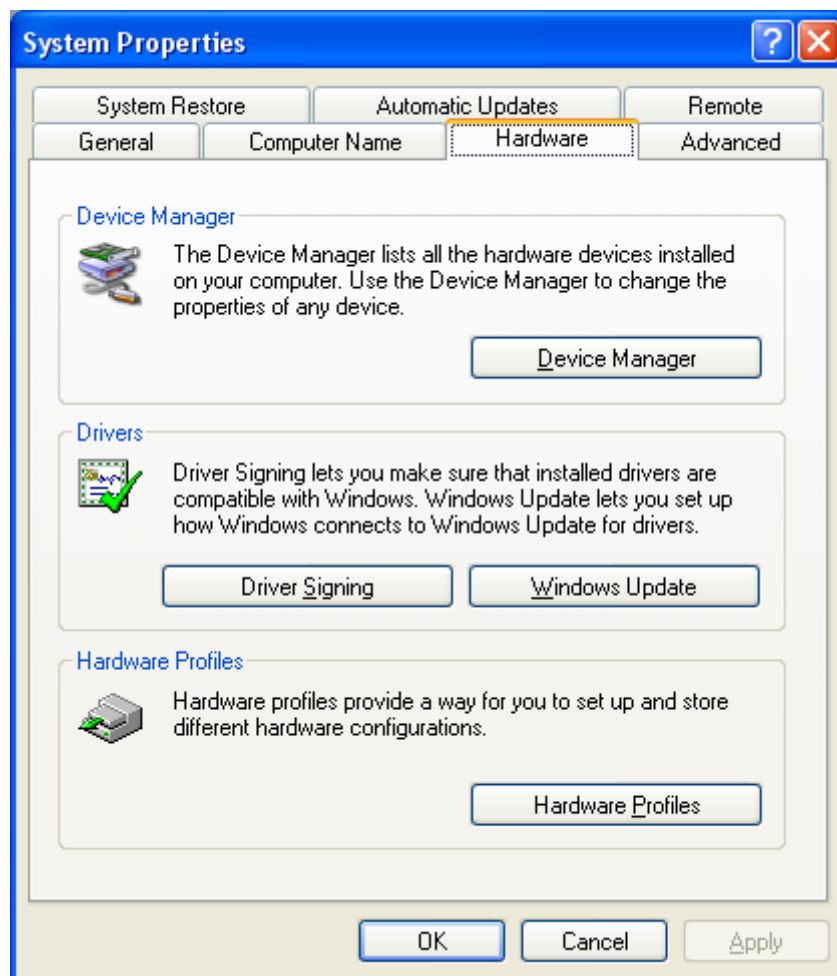 System Properties
System Restore
Automatic Updates
Remote
General
Computer Name
Hardware
Advanced
Device Manager
The Device Manager lists all the hardware devices installed
on your computer. Use the Device Manager to change the
properties of any device.
Device Manager
Drivers
Driver Signing lets you make sure that installed drivers are
compatible with Windows. Windows Update lets you set up
how Windows connects to Windows Update for drivers.
Driver Signing
Windows Update
Hardware Profiles
Hardware profiles provide a way for you to set up and store
different hardware configurations.
Hardware Profiles
OK
Cancel
Apply